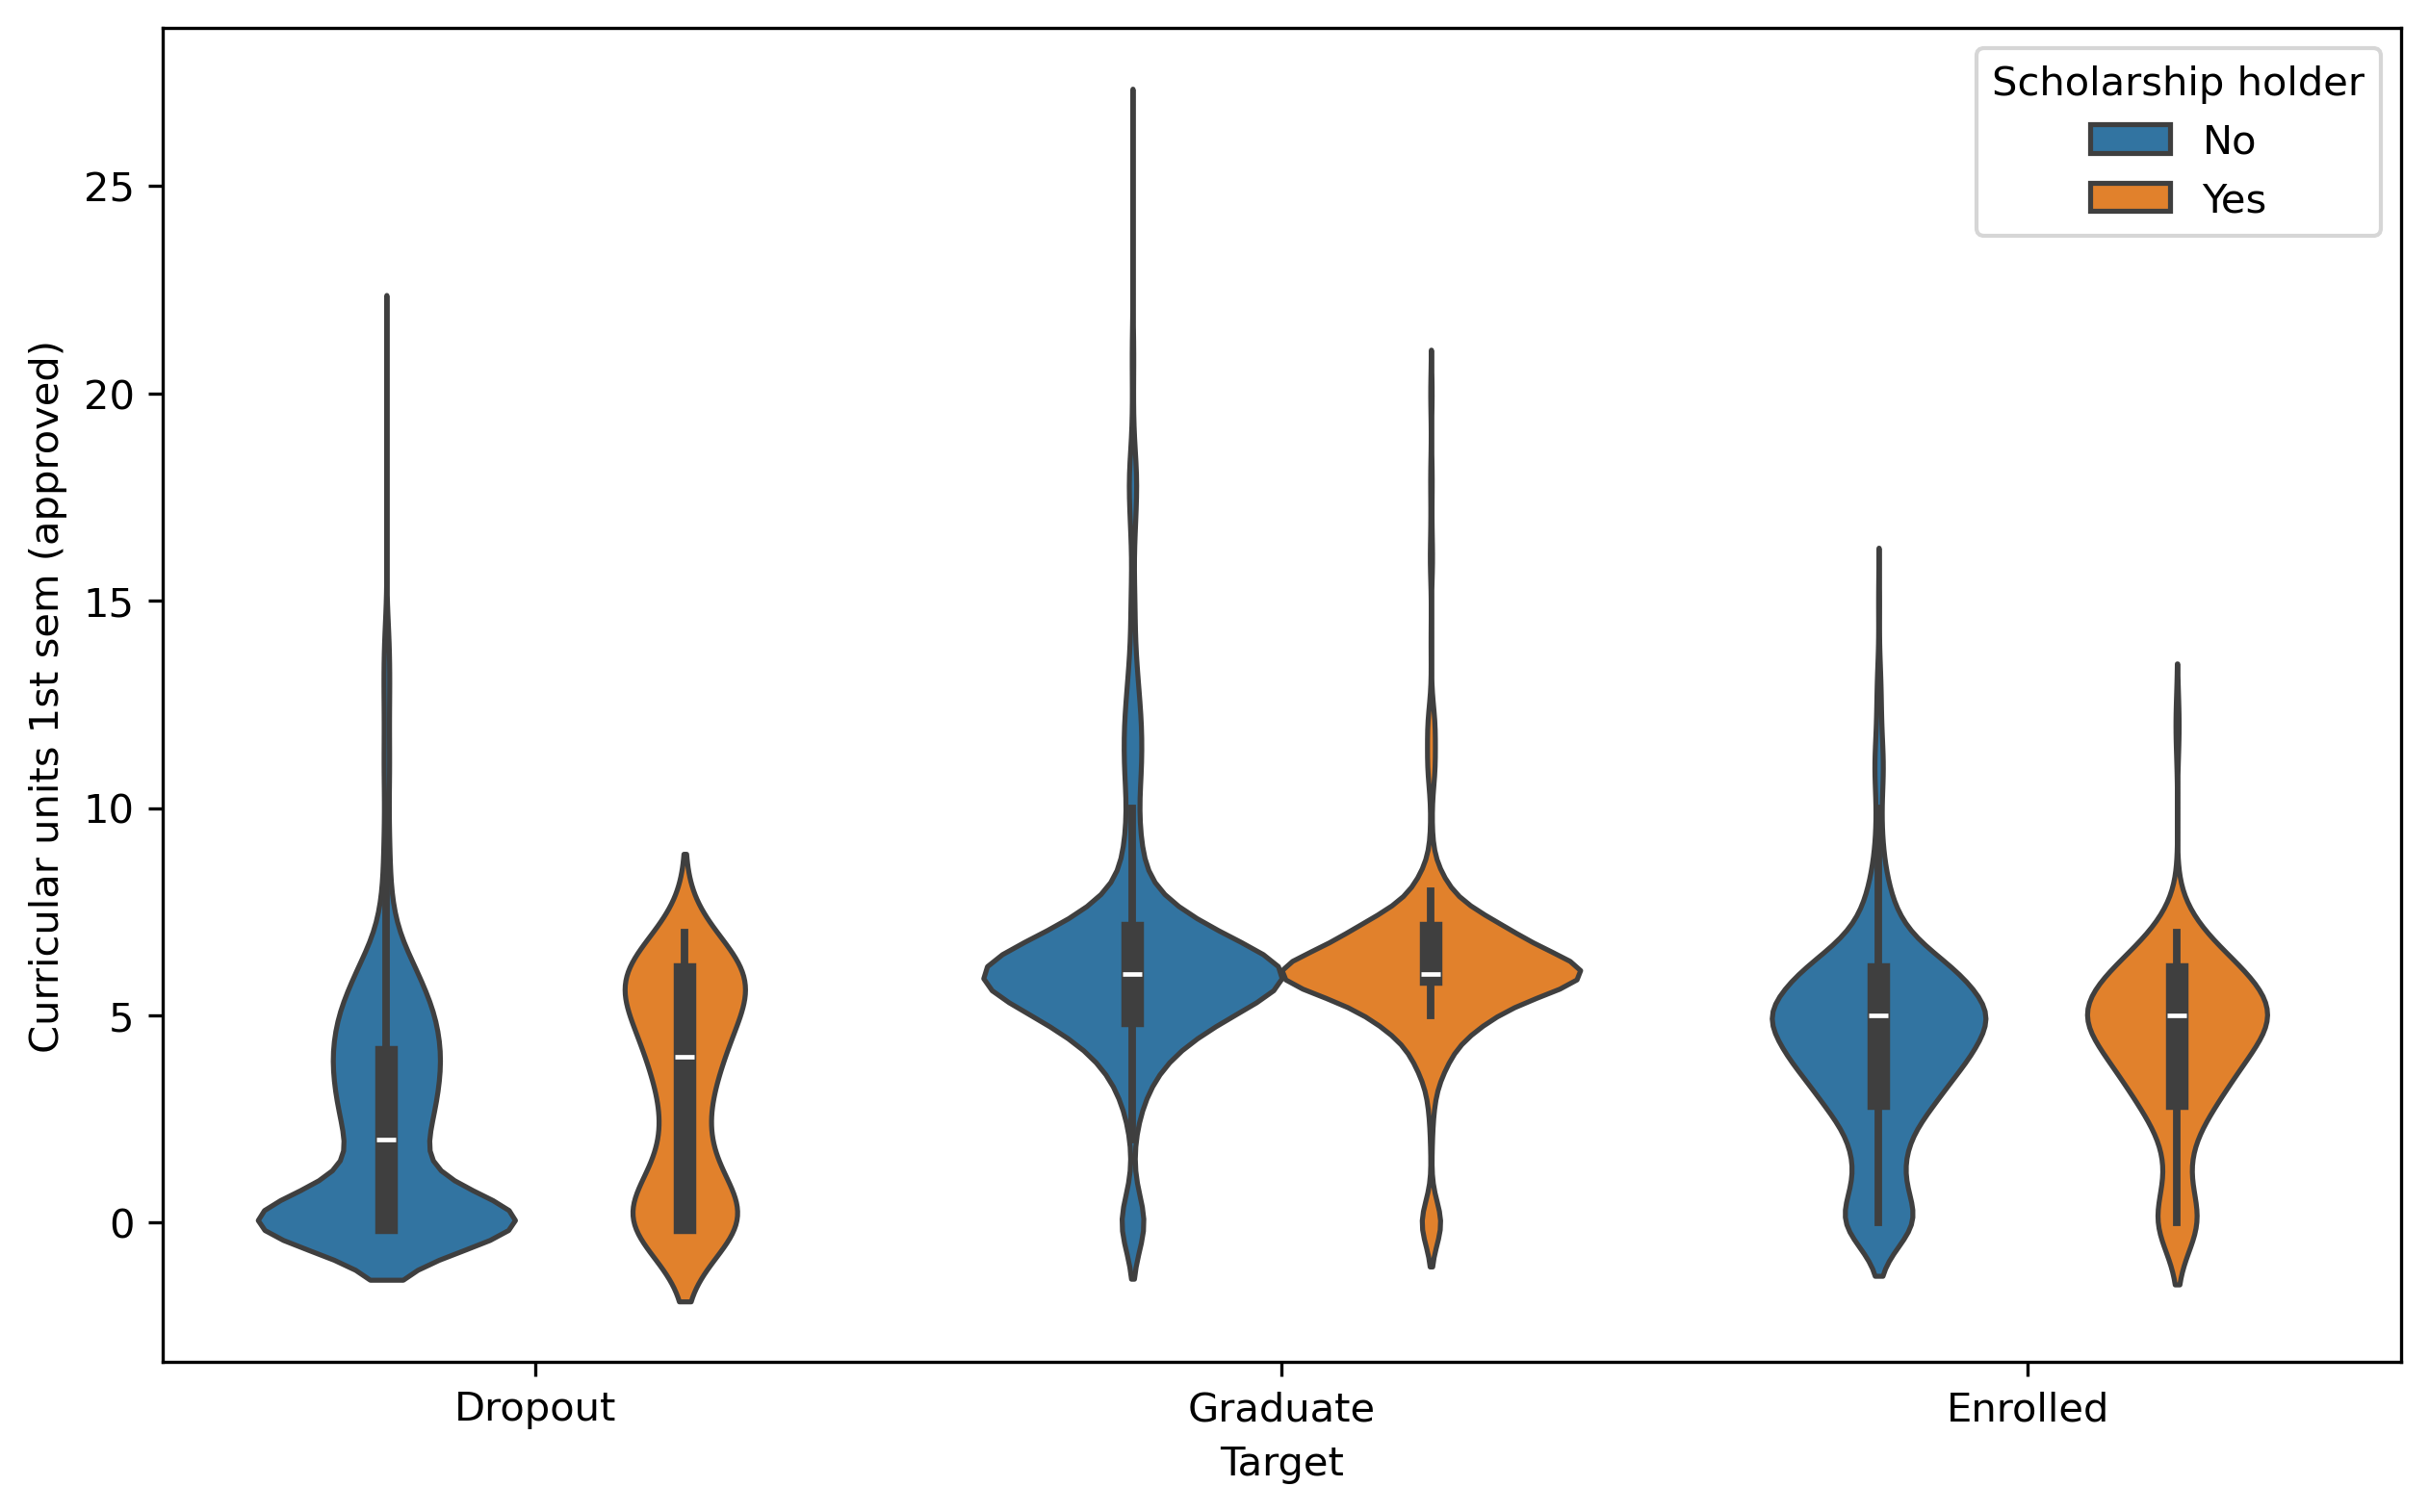 Scholarship holder
No
Yes
Curricular units 1st sem (approved)
25
20
15
10
5
0
Dropout
Graduate
Enrolled
Target